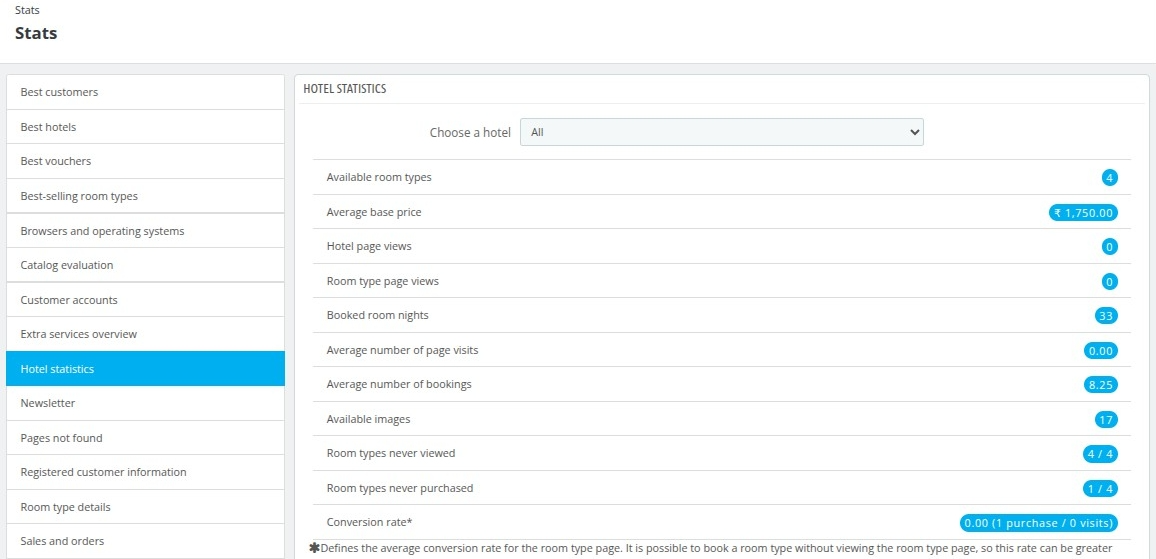 Stats
Stats
Best customers
Best hotels
Best vouchers
Best-selling room types
Browsers and operating systems
Catalog evaluation
Customer accounts
Extra services overview
Hotel statistics
Newsletter
Pages not found
Registered customer information
Room type details
Sales and orders
HOTEL STATISTICS
Choose a hotel All
Available room types 4
Average base price ₹ 1,750.00
Hotel page views 0
Room type page views 0
Booked room nights 33
Average number of page visits 0.00
Average number of bookings 8.25
Available images 17
Room types never viewed 4 / 4
Room types never purchased 1 / 4
Conversion rate* 0.00 (1 purchase / 0 visits)
✱Defines the average conversion rate for the room type page. It is possible to book a room type without viewing the room type page, so this rate can be greater